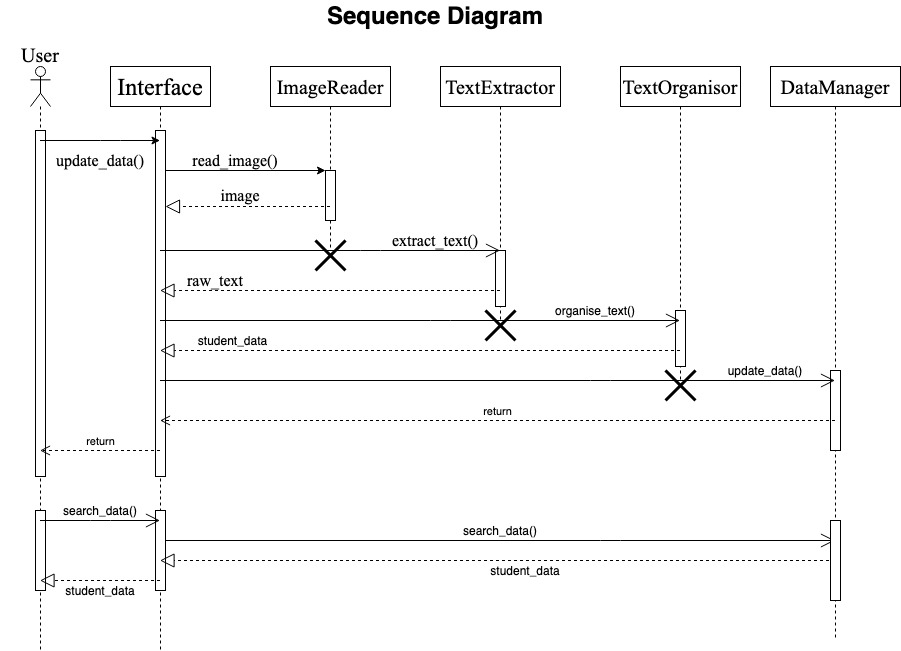 Sequence Diagram
User
Interface
ImageReader
TextExtractor
TextOrganisor
DataManager
update_data()
read_image()
image
extract_text()
raw_text
organise_text()
student_data
update_data()
return
return
search_data()
search_data()
student_data
student_data